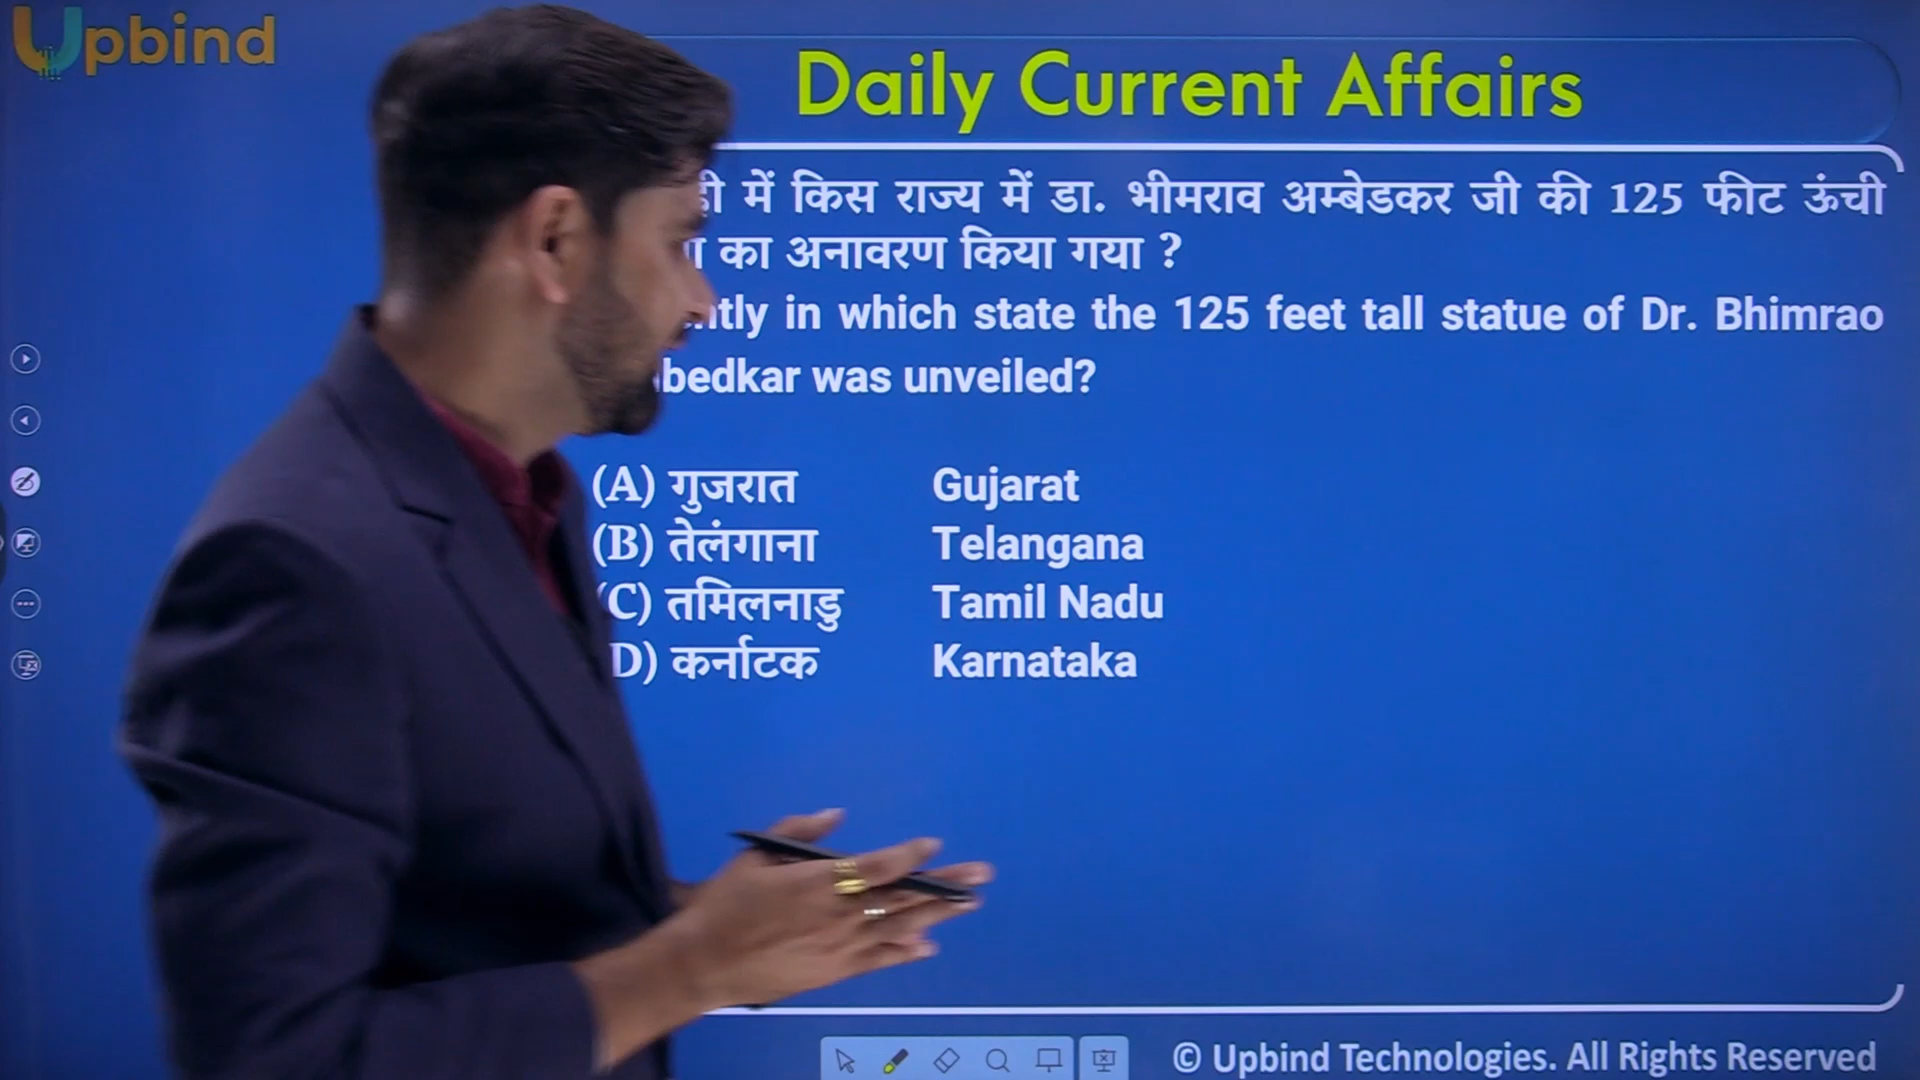 Upbind
Daily Current Affairs
में किस राज्य में डा. भीमराव अम्बेडकर जी की 125 फीट ऊंची
का अनावरण किया गया ?
in which state the 125 feet tall statue of Dr. Bhimrao
was unveiled?
(A) गुजरात Gujarat
(B) तेलंगाना Telangana
(C) तमिलनाडु Tamil Nadu
D) कर्नाटक Karnataka
© Upbind Technologies. All Rights Reserved